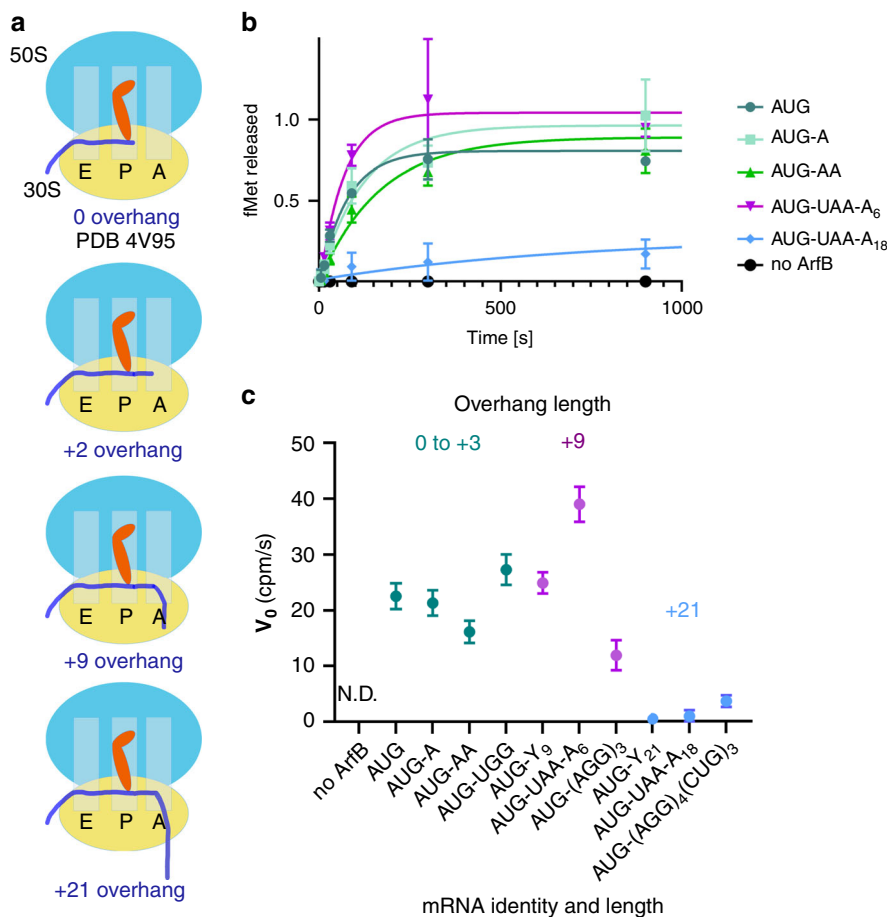 a
50S
E P A
30S
0 overhang
PDB 4V95
E P A
+2 overhang
E P A
+9 overhang
E P A
+21 overhang
b
fMet released
1.0
0.5
0
500
1000
Time [s]
AUG
AUG-A
AUG-AA
AUG-UAA-A6
AUG-UAA-A18
no ArfB
c
Overhang length
0 to +3
+9
+21
V0 (cpm/s)
50
40
30
20
10
0
N.D.
no ArfB
AUG
AUG-A
AUG-AA
AUG-UGG
AUG-Y9
AUG-UAA-A6
AUG-(AGG)3
AUG-Y21
AUG-UAA-A18
AUG-(AGG)4(CUG)3
mRNA identity and length